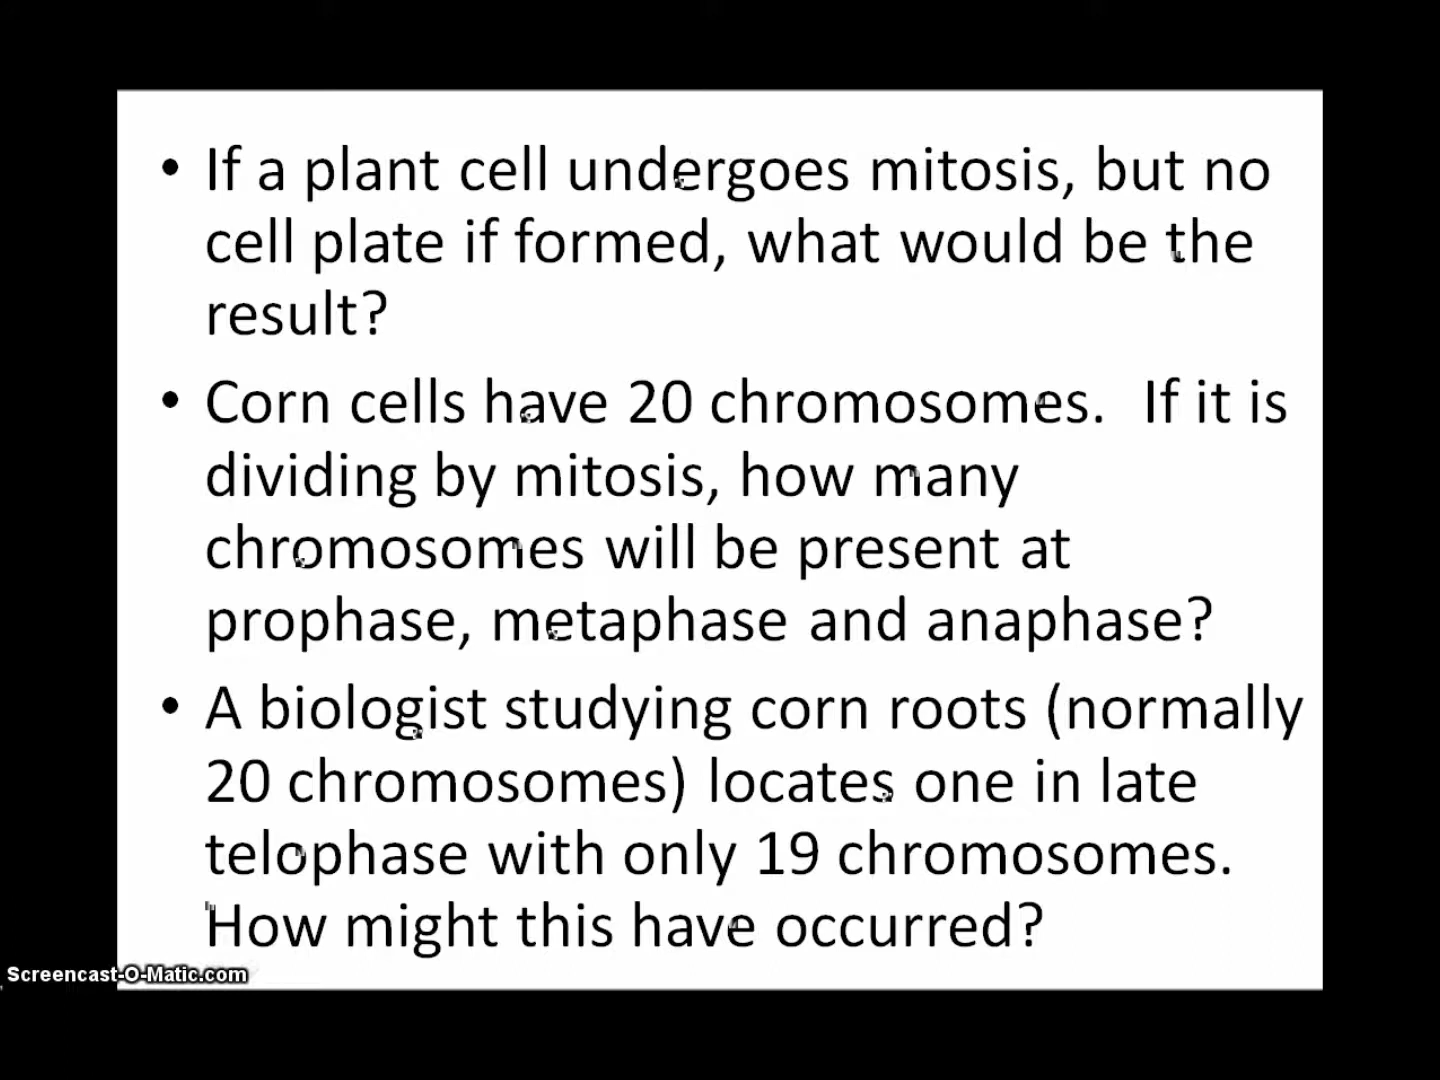 • If a plant cell undergoes mitosis, but no
cell plate if formed, what would be the
result?
• Corn cells have 20 chromosomes. If it is
dividing by mitosis, how many
chromosomes will be present at
prophase, metaphase and anaphase?
• A biologist studying corn roots (normally
20 chromosomes) locates one in late
telophase with only 19 chromosomes.
How might this have occurred?
Screencast-O-Matic.com